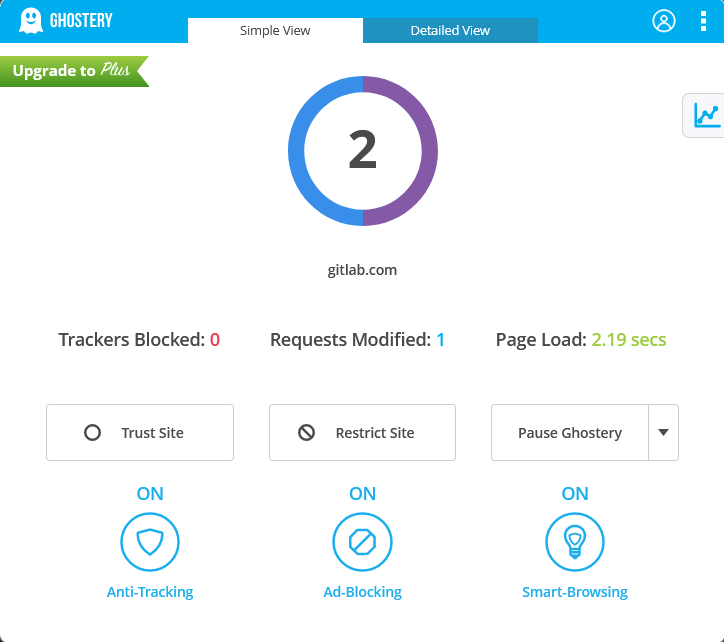 GHOSTERY
Simple View
Detailed View
Upgrade to Plus
2
gitlab.com
Trackers Blocked: 0
Requests Modified: 1
Page Load: 2.19 secs
Trust Site
Restrict Site
Pause Ghostery
ON
ON
ON
Anti-Tracking
Ad-Blocking
Smart-Browsing